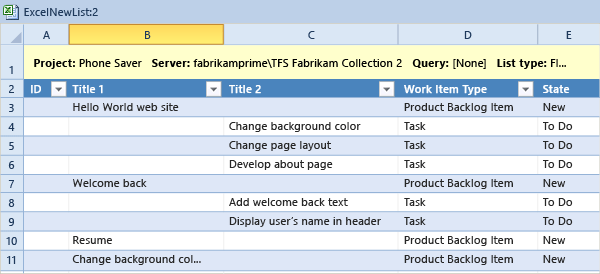 ExcelNewList:2
A B C D E
1 Project: Phone Saver Server: fabrikamprime\TFS Fabrikam Collection 2 Query: [None] List type: Fl...
2 ID Title 1 Title 2 Work Item Type State
3 Hello World web site Product Backlog Item New
4 Change background color Task To Do
5 Change page layout Task To Do
6 Develop about page Task To Do
7 Welcome back Product Backlog Item New
8 Add welcome back text Task To Do
9 Display user's name in header Task To Do
10 Resume Product Backlog Item New
11 Change background col... Product Backlog Item New